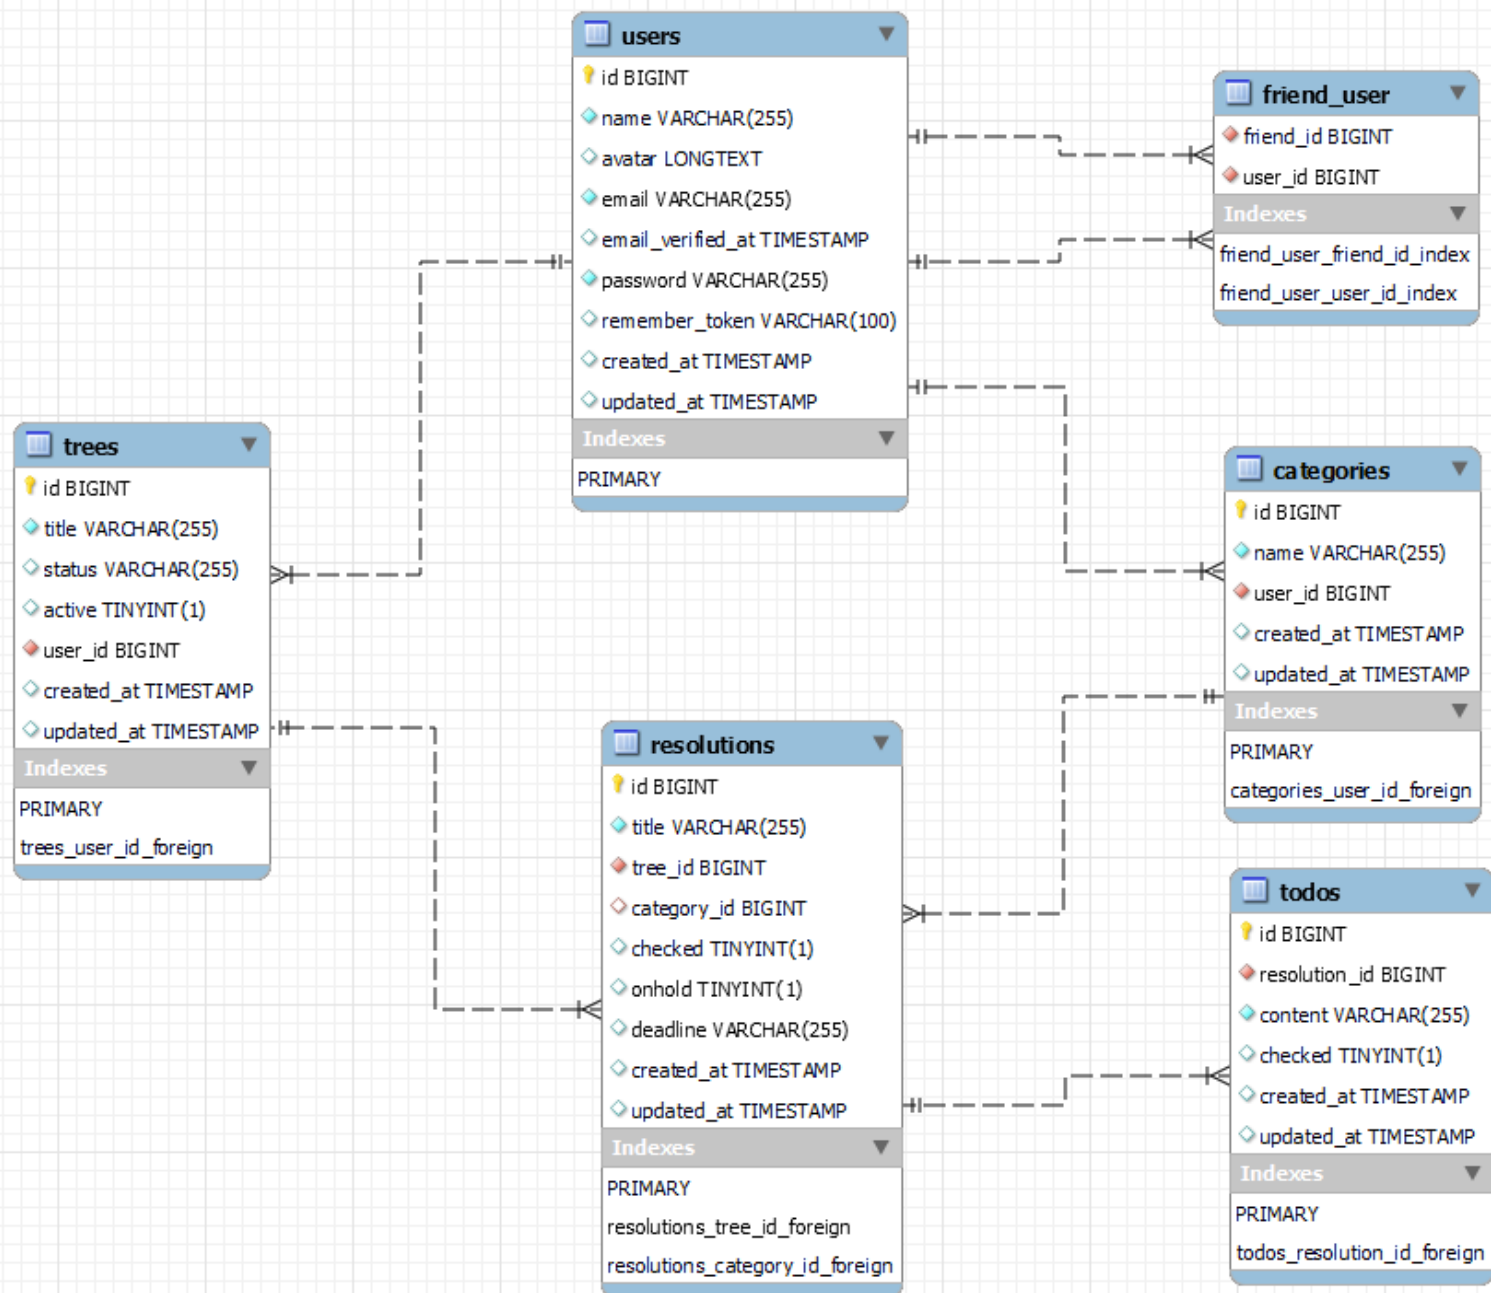 users
id BIGINT
name VARCHAR(255)
avatar LONGTEXT
email VARCHAR(255)
email_verified_at TIMESTAMP
password VARCHAR(255)
remember_token VARCHAR(100)
created_at TIMESTAMP
updated_at TIMESTAMP
Indexes
PRIMARY
friend_user
friend_id BIGINT
user_id BIGINT
Indexes
friend_user_friend_id_index
friend_user_user_id_index
trees
id BIGINT
title VARCHAR(255)
status VARCHAR(255)
active TINYINT(1)
user_id BIGINT
created_at TIMESTAMP
updated_at TIMESTAMP
Indexes
PRIMARY
trees_user_id_foreign
categories
id BIGINT
name VARCHAR(255)
user_id BIGINT
created_at TIMESTAMP
updated_at TIMESTAMP
Indexes
PRIMARY
categories_user_id_foreign
resolutions
id BIGINT
title VARCHAR(255)
tree_id BIGINT
category_id BIGINT
checked TINYINT(1)
onhold TINYINT(1)
deadline VARCHAR(255)
created_at TIMESTAMP
updated_at TIMESTAMP
Indexes
PRIMARY
resolutions_tree_id_foreign
resolutions_category_id_foreign
todos
id BIGINT
resolution_id BIGINT
content VARCHAR(255)
checked TINYINT(1)
created_at TIMESTAMP
updated_at TIMESTAMP
Indexes
PRIMARY
todos_resolution_id_foreign